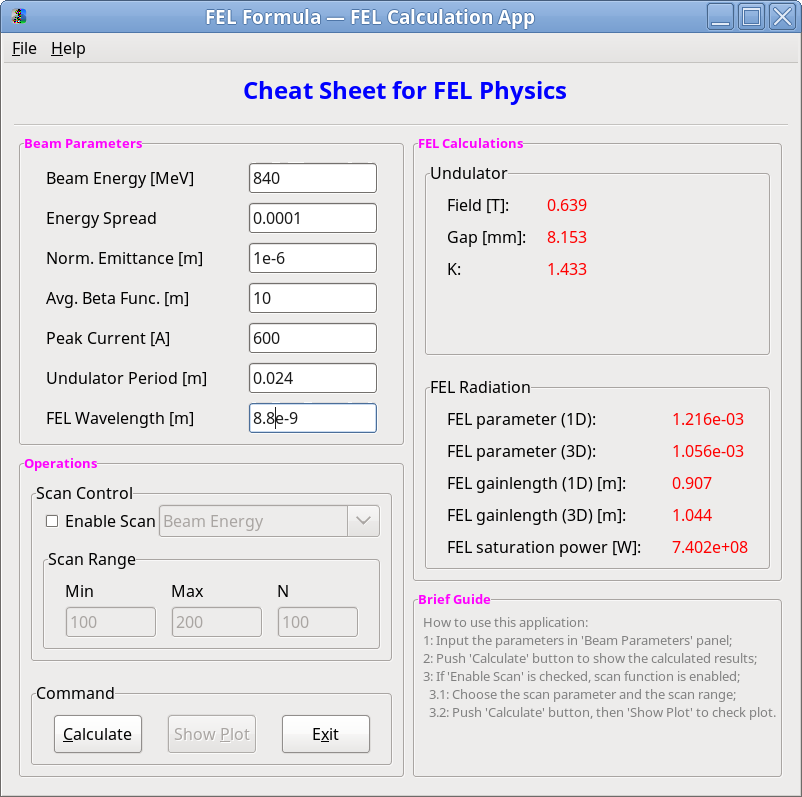 FEL Formula — FEL Calculation App
File Help
Cheat Sheet for FEL Physics
Beam Parameters
Beam Energy [MeV] 840
Energy Spread 0.0001
Norm. Emittance [m] 1e-6
Avg. Beta Func. [m] 10
Peak Current [A] 600
Undulator Period [m] 0.024
FEL Wavelength [m] 8.8e-9
Operations
Scan Control
Enable Scan Beam Energy
Scan Range
Min Max N
100 200 100
Command
Calculate Show Plot Exit
FEL Calculations
Undulator
Field [T]: 0.639
Gap [mm]: 8.153
K: 1.433
FEL Radiation
FEL parameter (1D): 1.216e-03
FEL parameter (3D): 1.056e-03
FEL gainlength (1D) [m]: 0.907
FEL gainlength (3D) [m]: 1.044
FEL saturation power [W]: 7.402e+08
Brief Guide
How to use this application:
1: Input the parameters in 'Beam Parameters' panel;
2: Push 'Calculate' button to show the calculated results;
3: If 'Enable Scan' is checked, scan function is enabled;
3.1: Choose the scan parameter and the scan range;
3.2: Push 'Calculate' button, then 'Show Plot' to check plot.